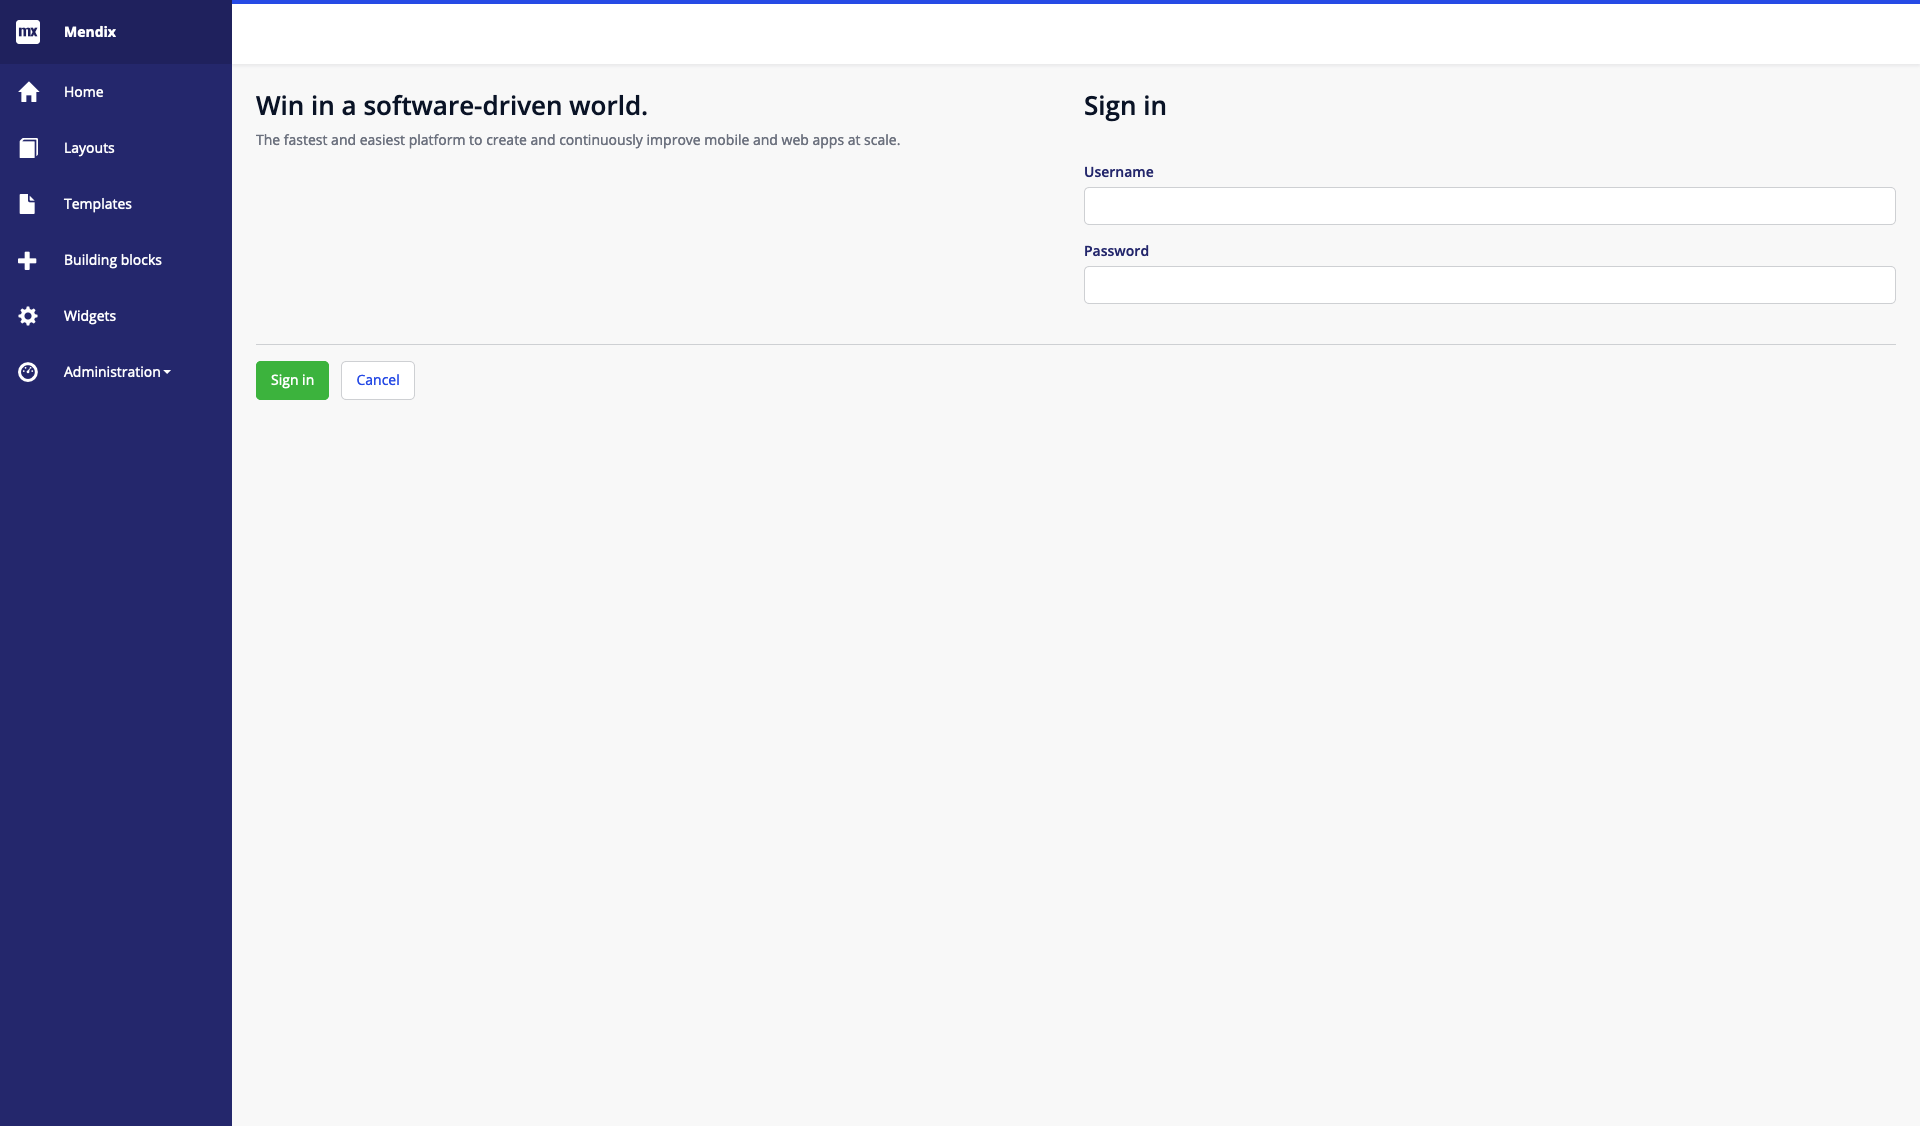 mx Mendix
Home
Layouts
Templates
Building blocks
Widgets
Administration
Win in a software-driven world.
The fastest and easiest platform to create and continuously improve mobile and web apps at scale.
Sign in
Username
Password
Sign in
Cancel